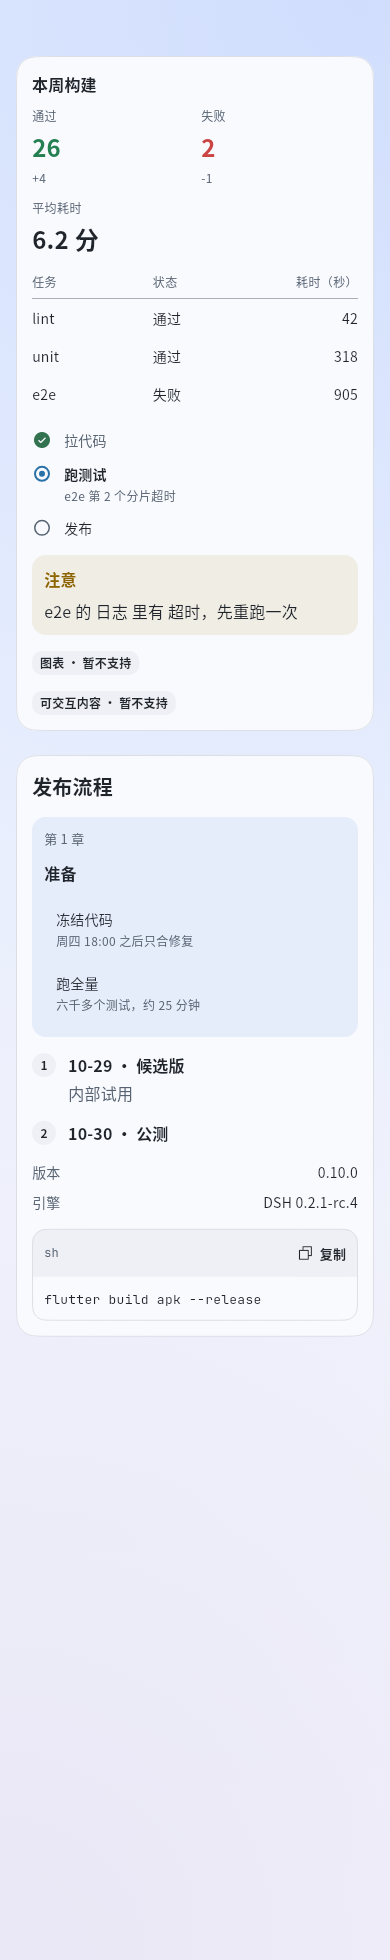 本周构建
通过 失败
26 2
+4 -1
平均耗时
6.2 分
任务 状态 耗时（秒）
lint 通过 42
unit 通过 318
e2e 失败 905
拉代码
跑测试
e2e 第 2 个分片超时
发布
注意
e2e 的 日志 里有 超时，先重跑一次
图表 · 暂不支持
可交互内容 · 暂不支持
发布流程
第 1 章
准备
冻结代码
周四 18:00 之后只合修复
跑全量
六千多个测试，约 25 分钟
1 10-29 · 候选版
内部试用
2 10-30 · 公测
版本 0.10.0
引擎 DSH 0.2.1-rc.4
sh 复制
flutter build apk --release